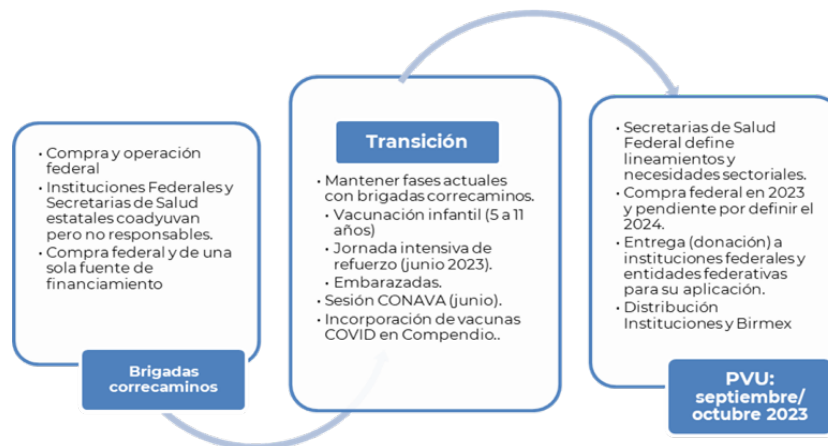 • Compra y operación
federal
• Instituciones Federales y
Secretarias de Salud
estatales coadyuvan
pero no responsables.
• Compra federal y de una
sola fuente de
financiamiento
Brigadas
correcaminos
Transición
• Mantener fases actuales
con brigadas correcaminos.
• Vacunación infantil (5 a 11
años)
• Jornada intensiva de
refuerzo (junio 2023).
• Embarazadas.
• Sesión CONAVA (junio).
• Incorporación de vacunas
COVID en Compendio..
• Secretarias de Salud
Federal define
lineamientos y
necesidades sectoriales.
• Compra federal en 2023
y pendiente por definir el
2024.
• Entrega (donación) a
instituciones federales y
entidades federativas
para su aplicación.
• Distribución
Instituciones y Birmex
PVU:
septiembre/
octubre 2023